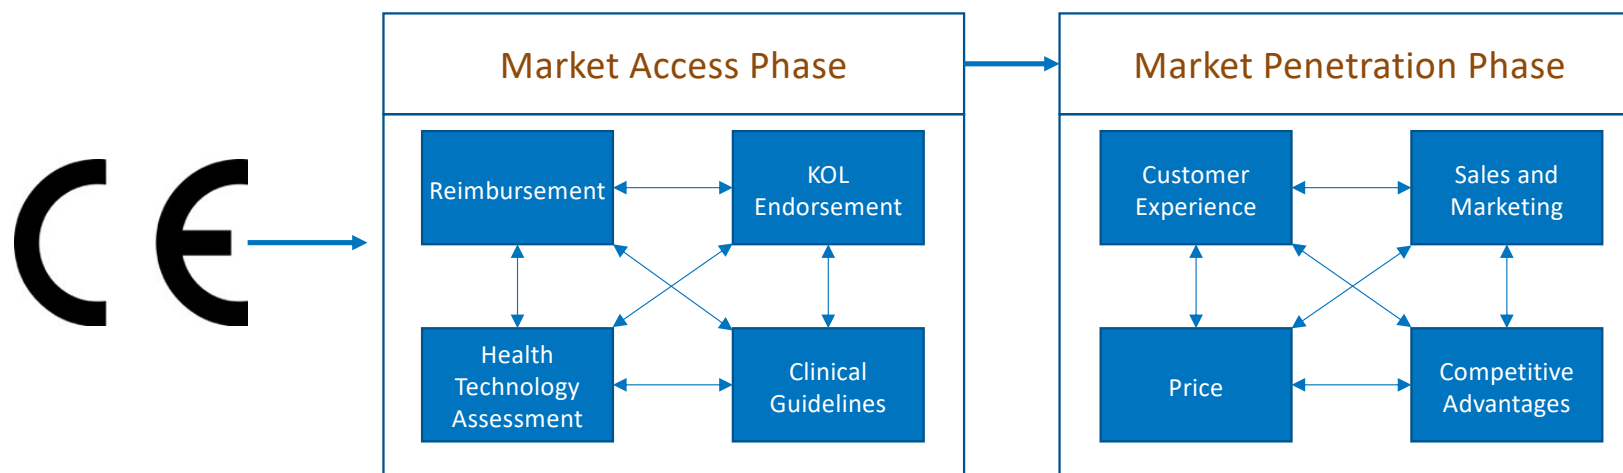 CE
Market Access Phase
Reimbursement
KOL
Endorsement
Health
Technology
Assessment
Clinical
Guidelines
Market Penetration Phase
Customer
Experience
Sales and
Marketing
Price
Competitive
Advantages